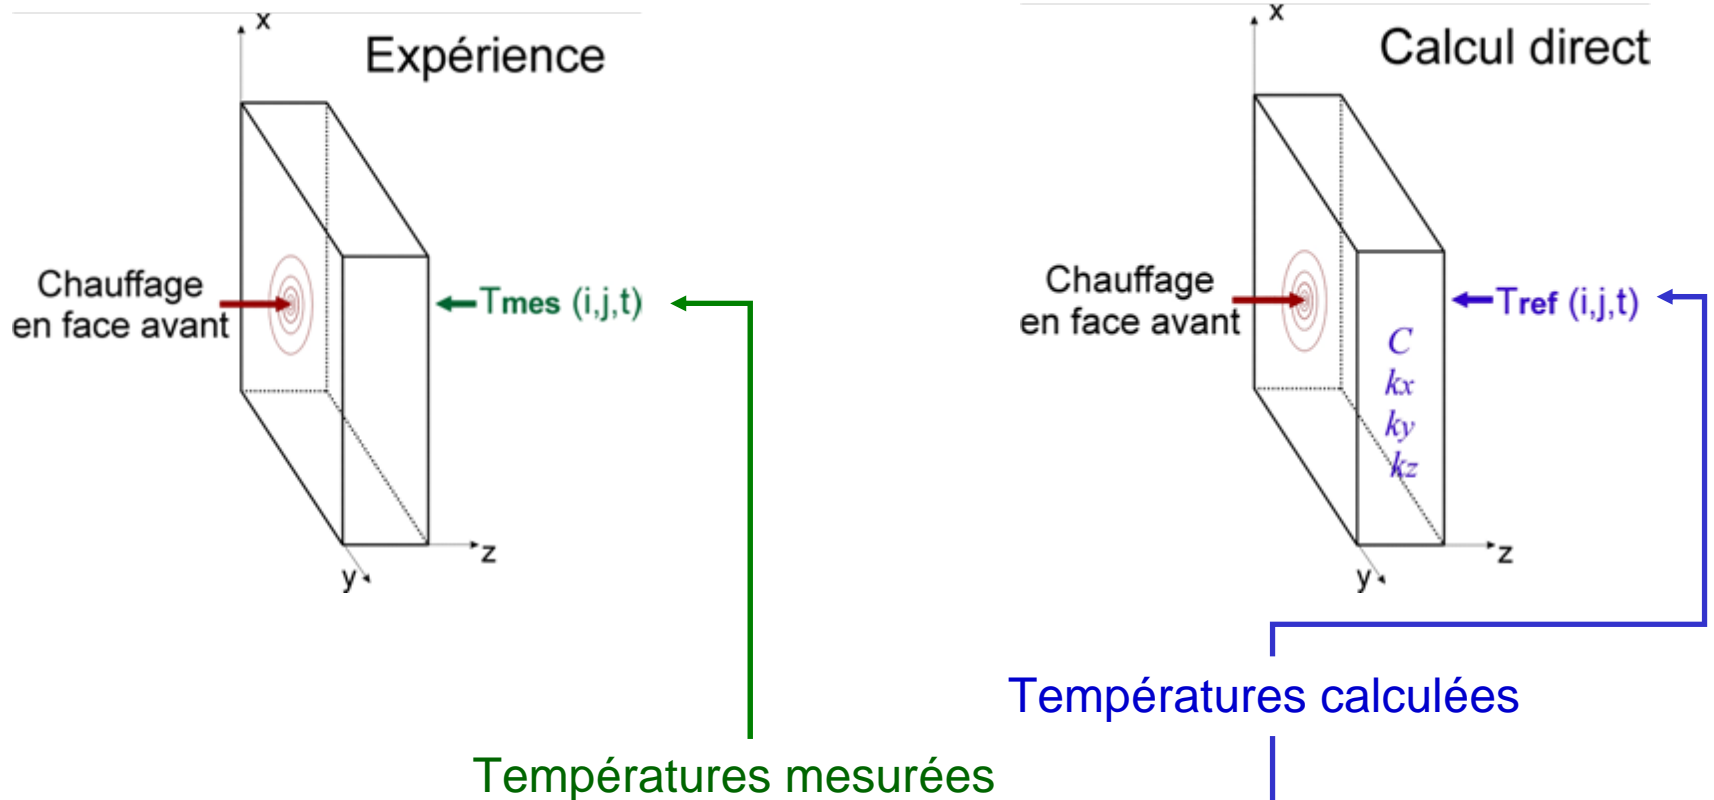 x
Expérience
Chauffage
en face avant
Tmes (i,j,t)
z
y
x
Calcul direct
Chauffage
en face avant
Tref (i,j,t)
C
kx
ky
kz
z
y
Températures calculées
Températures mesurées